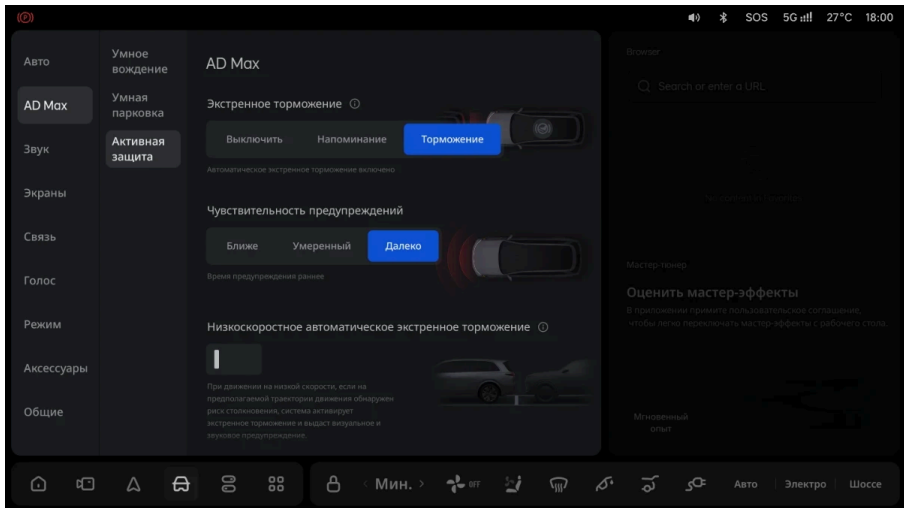 SOS 5G 27°C 18:00
Авто
AD Max
Звук
Экраны
Связь
Голос
Режим
Аксессуары
Общие
Умное
вождение
Умная
парковка
Активная
защита
AD Max
Экстренное торможение
Выключить Напоминание Торможение
Автоматическое экстренное торможение включено
Чувствительность предупреждений
Ближе Умеренный Далеко
Время предупреждения раннее
Низкоскоростное автоматическое экстренное торможение
При движении на низкой скорости, если на
предполагаемой траектории движения обнаружен
риск столкновения, система активирует
экстренное торможение и выдаст визуальное и
звуковое предупреждение.
Browser
Search or enter a URL
Мастер-тюнер
Оценить мастер-эффекты
В приложении примите пользовательское соглашение,
чтобы легко переключать мастер-эффекты с рабочего стола.
Мгновенный
опыт
Мин. OFF Авто Электро Шоссе